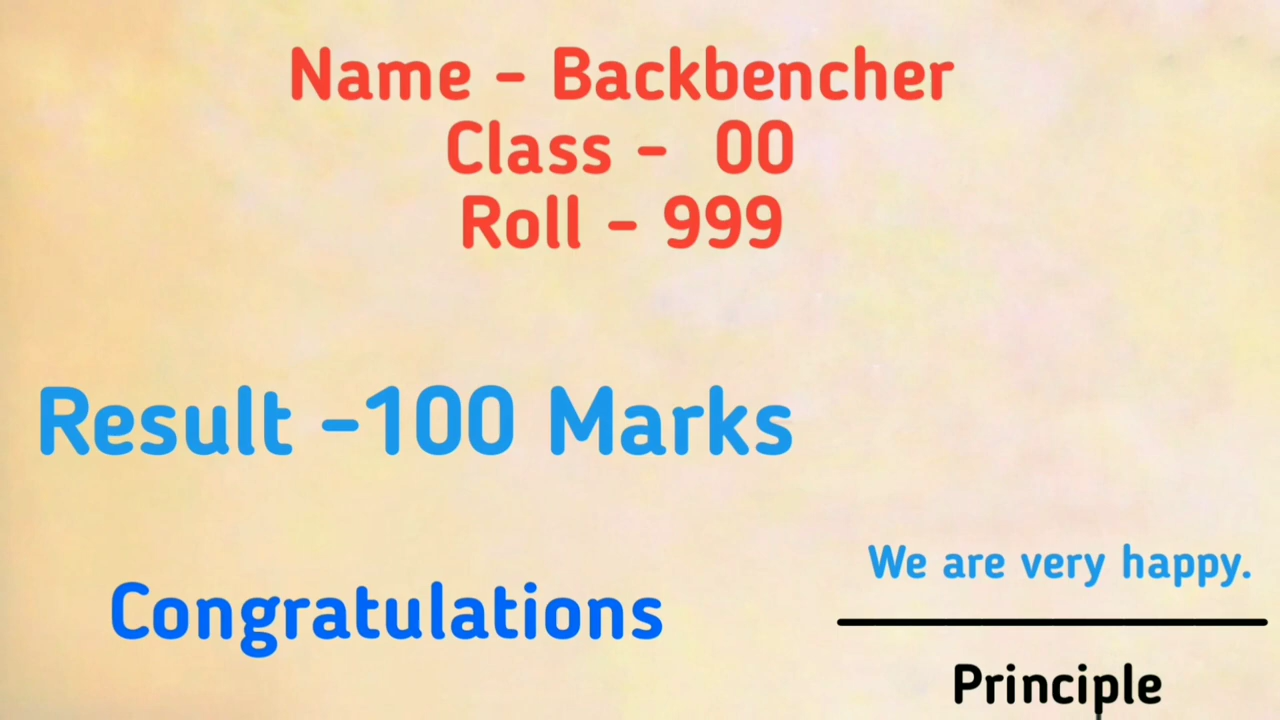 Name - Backbencher
Class - 00
Roll - 999
Result -100 Marks
We are very happy.
Congratulations
Principle